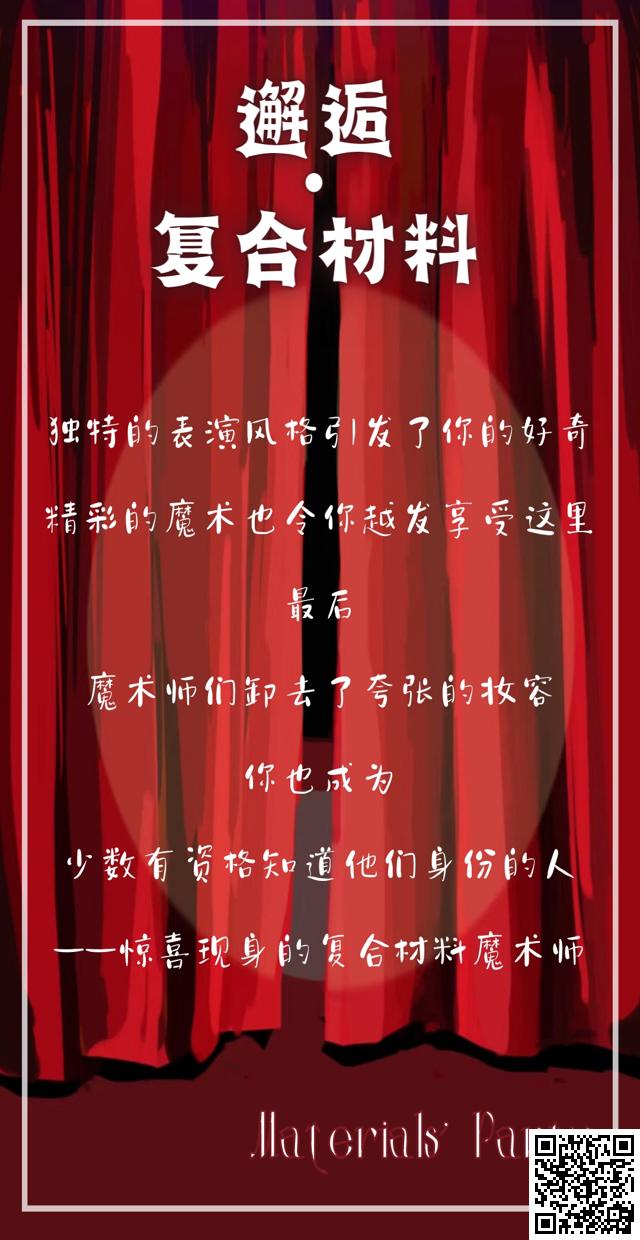 邂逅
·
复合材料
独特的表演风格引发了你的好奇
精彩的魔术也令你越发享受这里
最后
魔术师们卸去了夸张的妆容
你也成为
少数有资格知道他们身份的人
——惊喜现身的复合材料魔术师
Materials